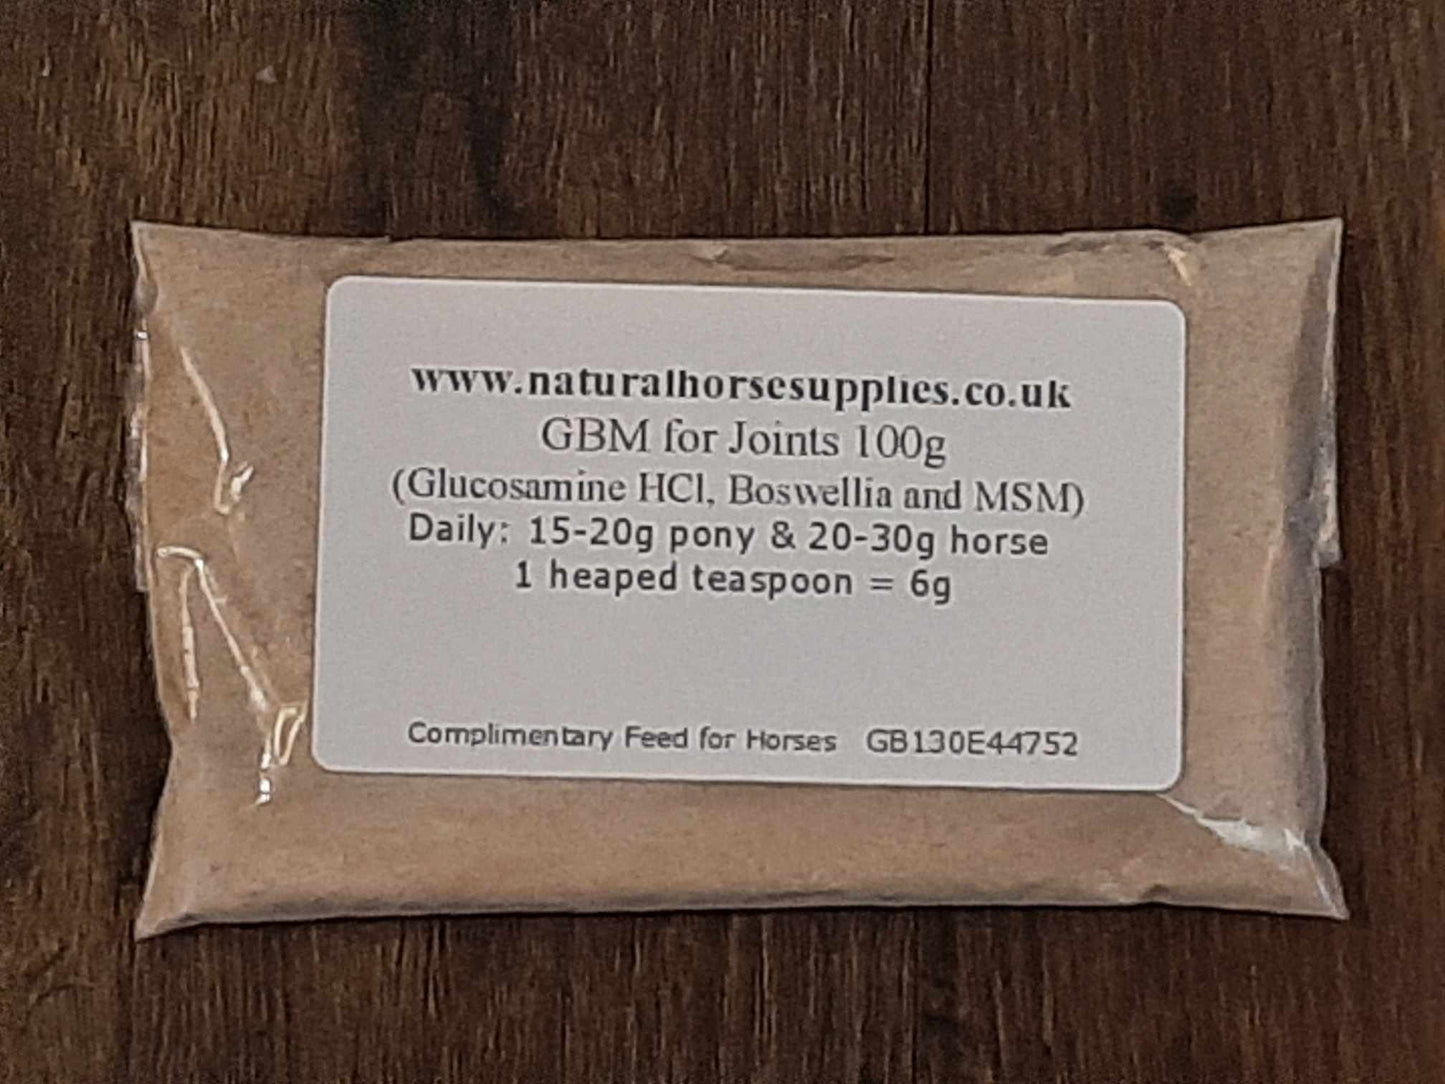 www.naturalhorsesupplies.co.uk
GBM for Joints 100g
(Glucosamine HCl, Boswellia and MSM)
Daily: 15-20g pony & 20-30g horse
1 heaped teaspoon = 6g
Complimentary Feed for Horses GB130E44752